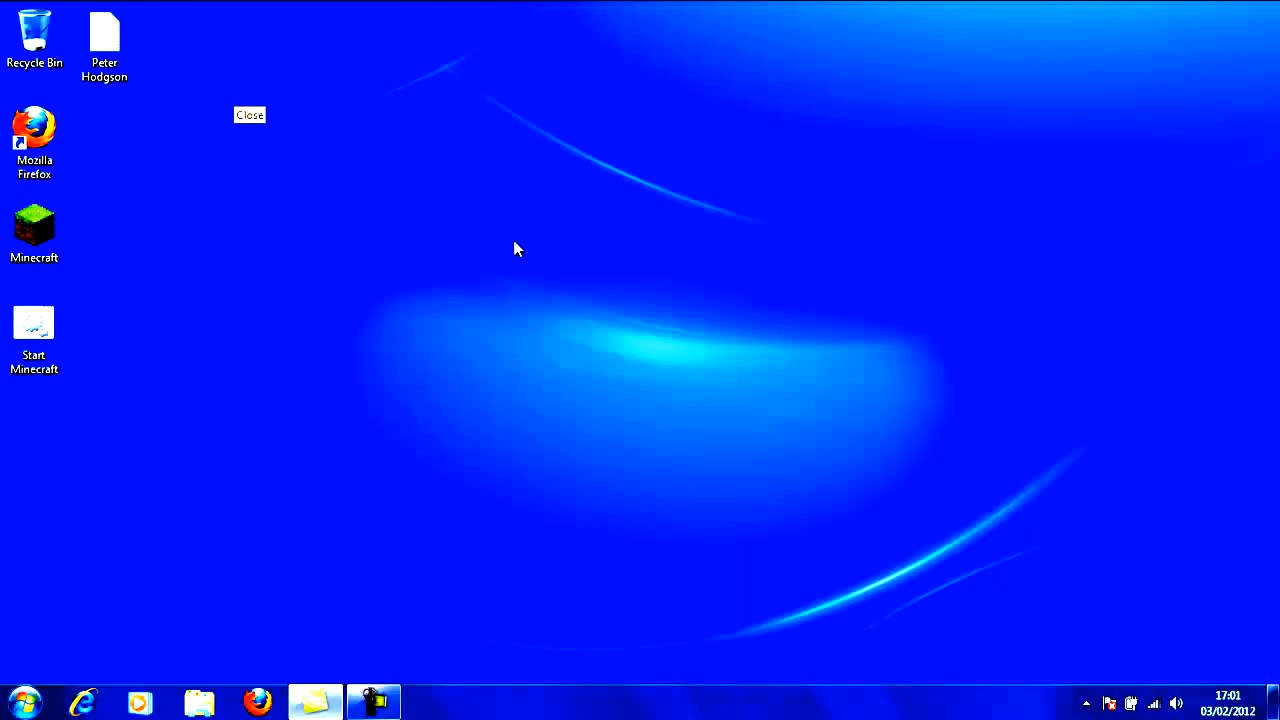 Recycle Bin
Peter
Hodgson
Close
Mozilla
Firefox
Minecraft
Start
Minecraft
17:01
03/02/2012